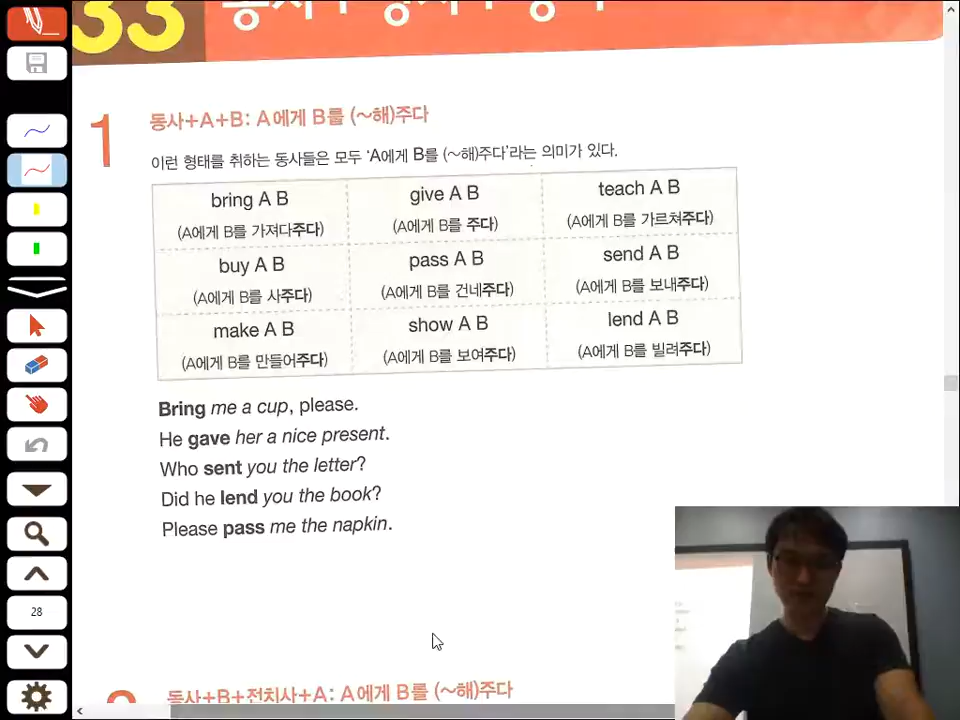 33
1
동사+A+B: A에게 B를 (~해)주다
이런 형태를 취하는 동사들은 모두 'A에게 B를 (~해)주다'라는 의미가 있다.
bring A B
(A에게 B를 가져다주다)
give A B
(A에게 B를 주다)
teach A B
(A에게 B를 가르쳐주다)
buy A B
(A에게 B를 사주다)
pass A B
(A에게 B를 건네주다)
send A B
(A에게 B를 보내주다)
make A B
(A에게 B를 만들어주다)
show A B
(A에게 B를 보여주다)
lend A B
(A에게 B를 빌려주다)
Bring me a cup, please.
He gave her a nice present.
Who sent you the letter?
Did he lend you the book?
Please pass me the napkin.
동사+B+전치사+A: A에게 B를 (~해)주다
28